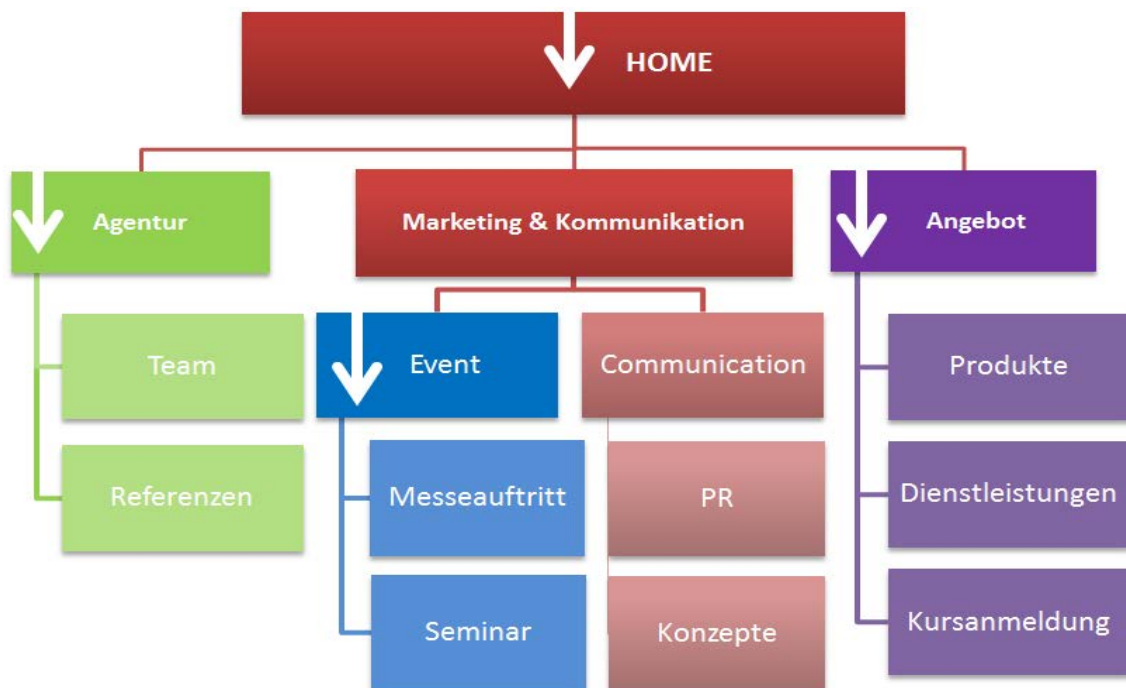 HOME
Agentur
Marketing & Kommunikation
Angebot
Team
Event
Communication
Produkte
Referenzen
Messeauftritt
PR
Dienstleistungen
Seminar
Konzepte
Kursanmeldung